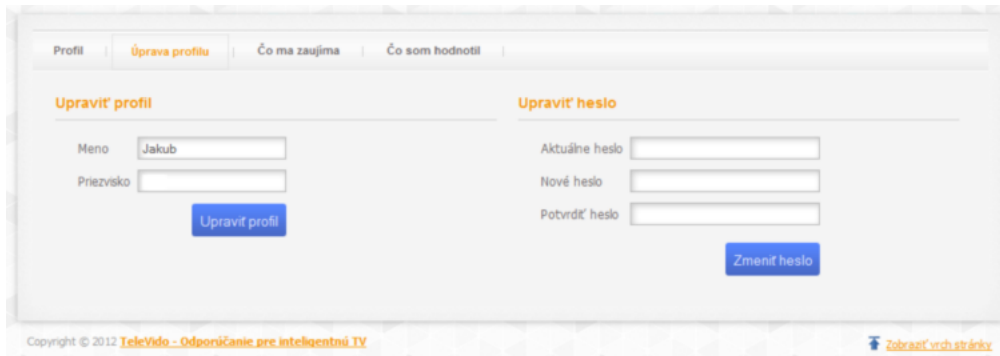 Profil | Úprava profilu | Čo ma zaujíma | Čo som hodnotil |
Upraviť profil
Meno Jakub
Priezvisko
Upraviť profil
Upraviť heslo
Aktuálne heslo
Nové heslo
Potvrdiť heslo
Zmeniť heslo
Copyright © 2012 TeleVido - Odporúčanie pre inteligentnú TV
Zobraziť vrch stránky